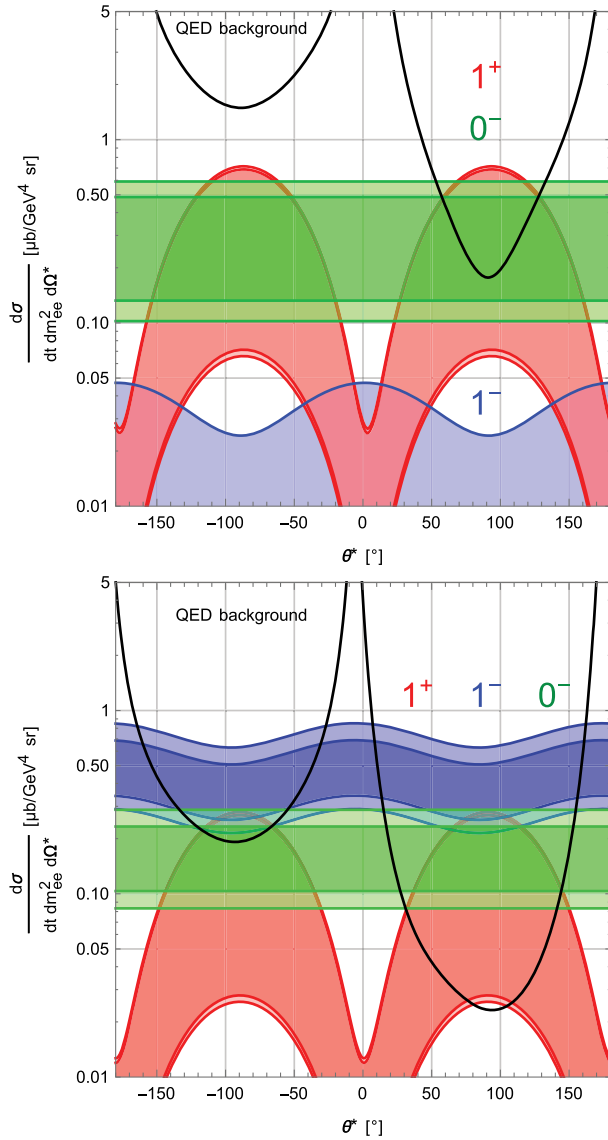 5
QED background
1⁺
0⁻
1
0.50
dσ
dt dm²ee dΩ*
[μb/GeV⁴ sr]
0.10
0.05
1⁻
0.01
−150 −100 −50 0 50 100 150
θ* [°]
5
QED background
1⁺ 1⁻ 0⁻
1
0.50
dσ
dt dm²ee dΩ*
[μb/GeV⁴ sr]
0.10
0.05
0.01
−150 −100 −50 0 50 100 150
θ* [°]